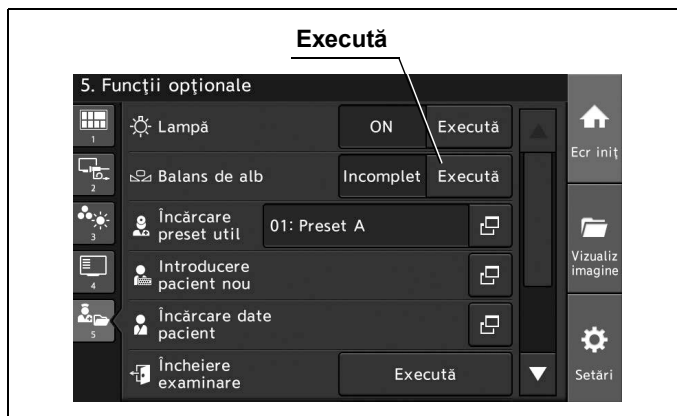 Execută
5. Funcţii opţionale
1
2
3
4
5
Lampă
ON
Execută
Balans de alb
Incomplet
Execută
Încărcare
preset util
01: Preset A
Introducere
pacient nou
Încărcare date
pacient
Încheiere
examinare
Execută
Ecr iniţ
Vizualiz
imagine
Setări